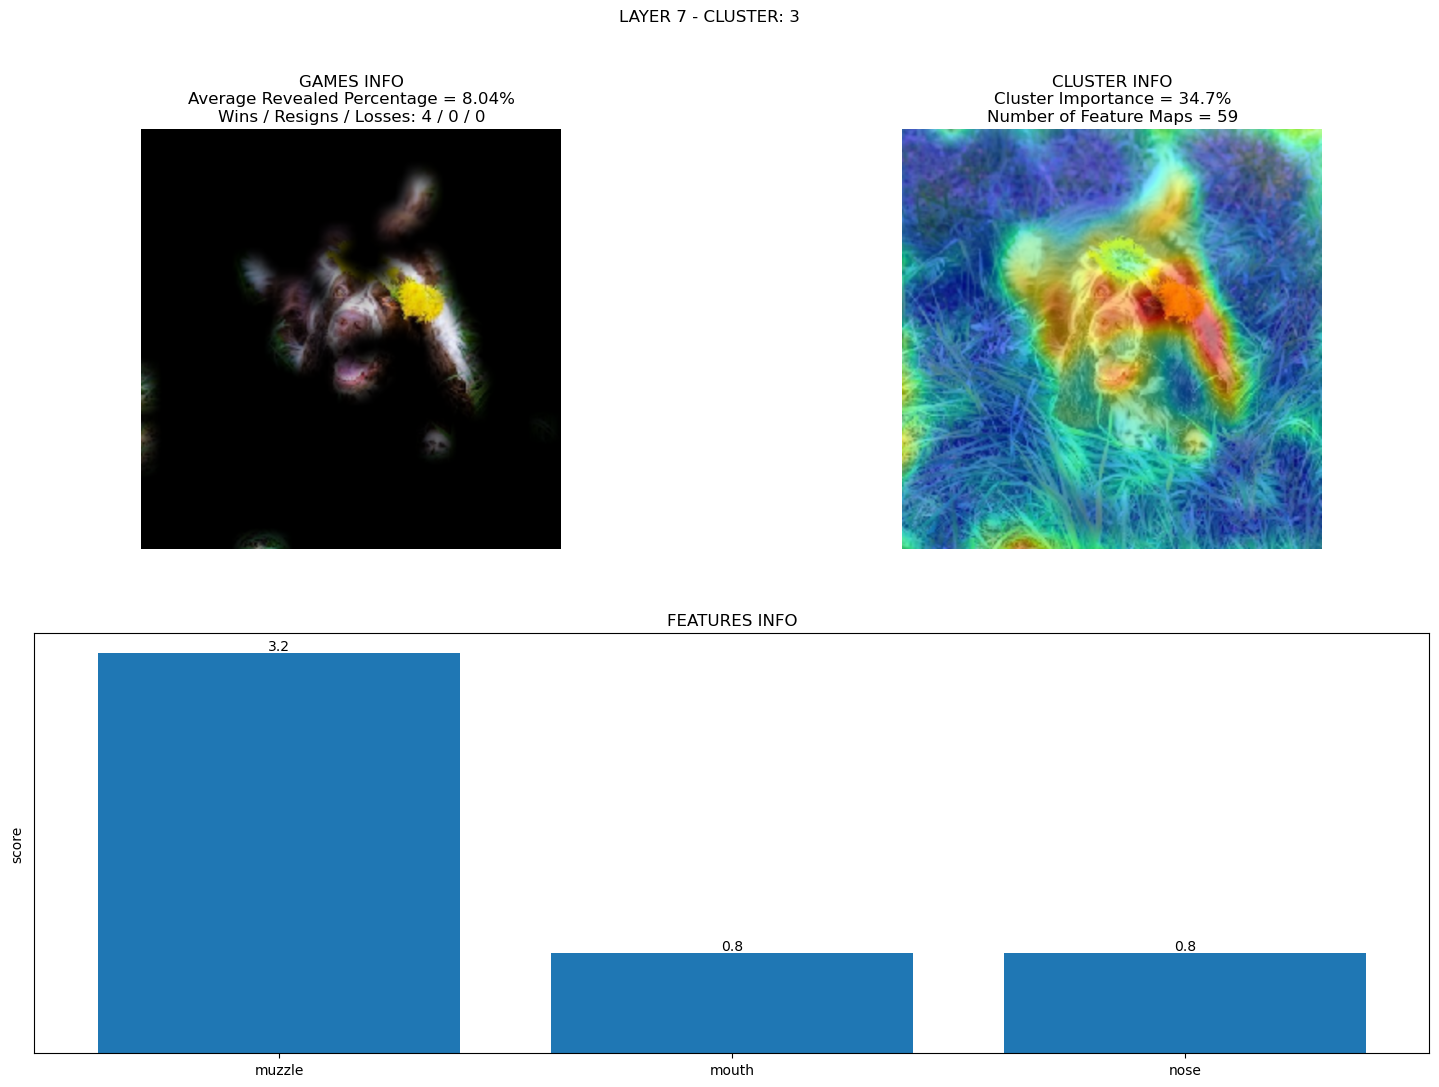 LAYER 7 - CLUSTER: 3
GAMES INFO
Average Revealed Percentage = 8.04%
Wins / Resigns / Losses: 4 / 0 / 0
CLUSTER INFO
Cluster Importance = 34.7%
Number of Feature Maps = 59
FEATURES INFO
score
3.2
0.8
0.8
muzzle
mouth
nose